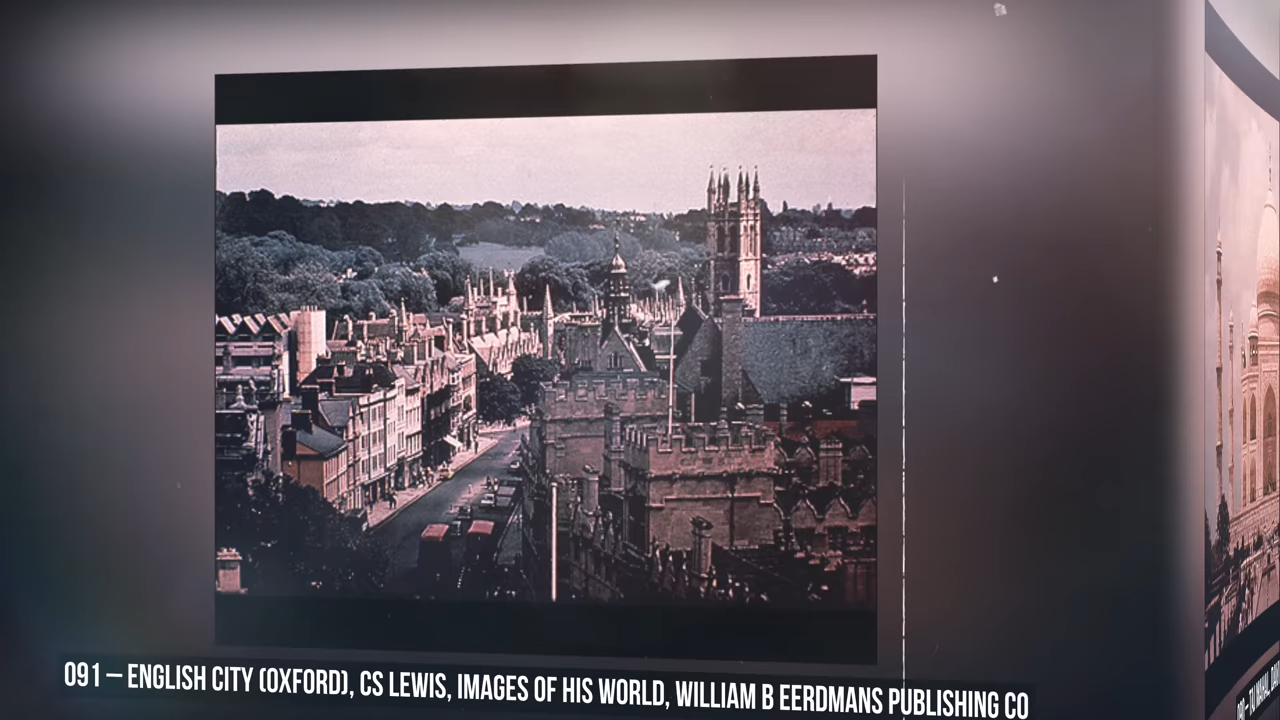 091 – ENGLISH CITY (OXFORD), CS LEWIS, IMAGES OF HIS WORLD, WILLIAM B EERDMANS PUBLISHING CO